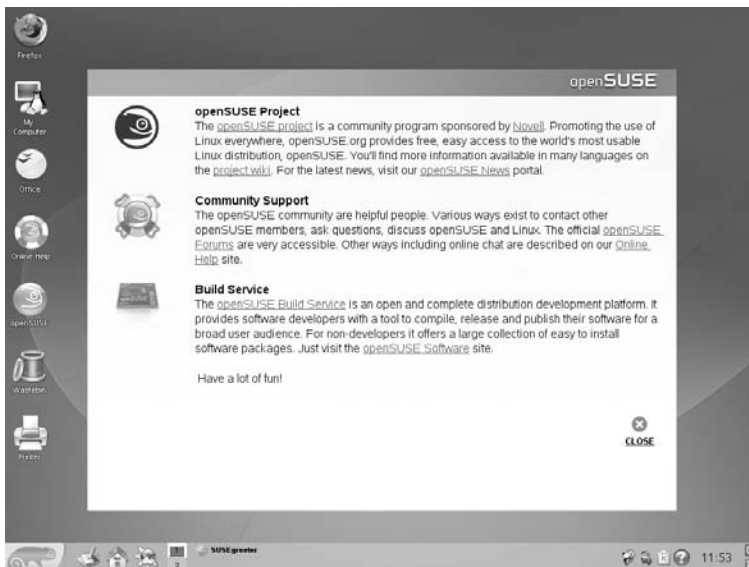 Firefox
My
Computer
Office
Online Help
openSUSE
Wastebin
Printer
openSUSE
openSUSE Project
The openSUSE project is a community program sponsored by Novell. Promoting the use of
Linux everywhere, openSUSE.org provides free, easy access to the world's most usable
Linux distribution, openSUSE. You'll find more information available in many languages on
the project wiki. For the latest news, visit our openSUSE News portal.
Community Support
The openSUSE community are helpful people. Various ways exist to contact other
openSUSE members, ask questions, discuss openSUSE and Linux. The official openSUSE
Forums are very accessible. Other ways including online chat are described on our Online
Help site.
Build Service
The openSUSE Build Service is an open and complete distribution development platform. It
provides software developers with a tool to compile, release and publish their software for a
broad user audience. For non-developers it offers a large collection of easy to install
software packages. Just visit the openSUSE Software site.
Have a lot of fun!
CLOSE
1
2
SUSEgreeter
11:53